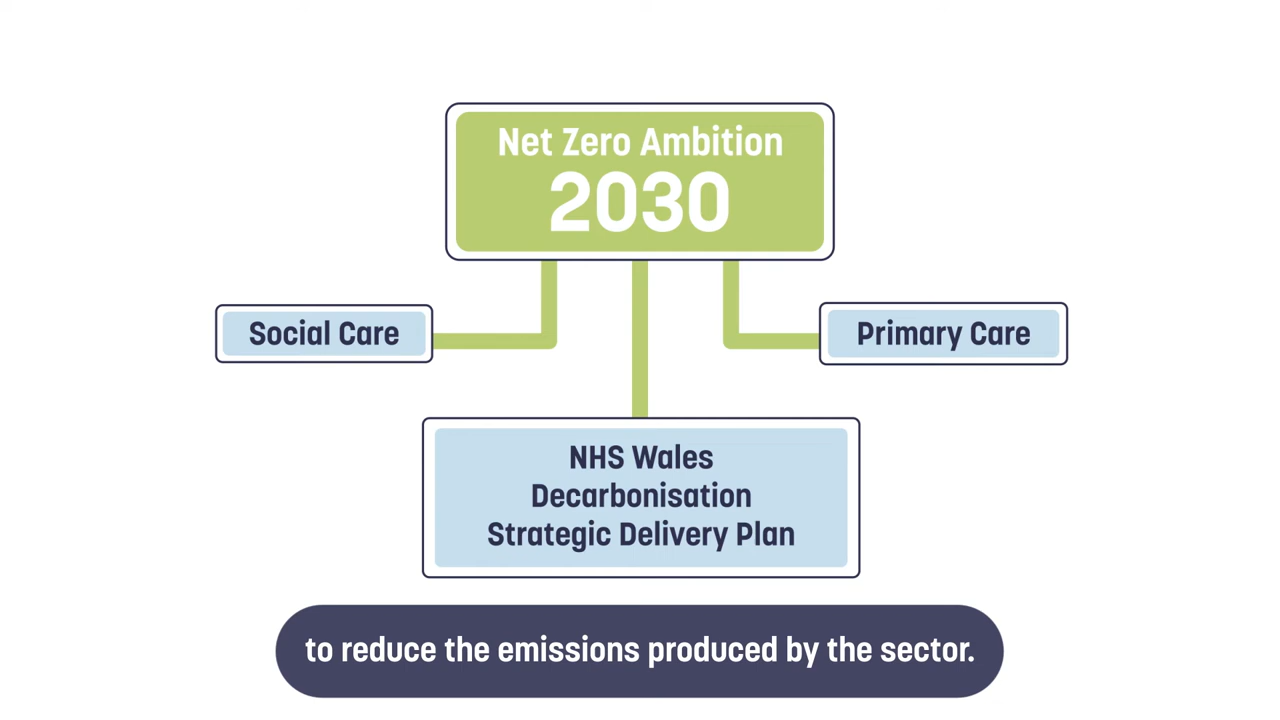 Net Zero Ambition
2030
Social Care
Primary Care
NHS Wales
Decarbonisation
Strategic Delivery Plan
to reduce the emissions produced by the sector.